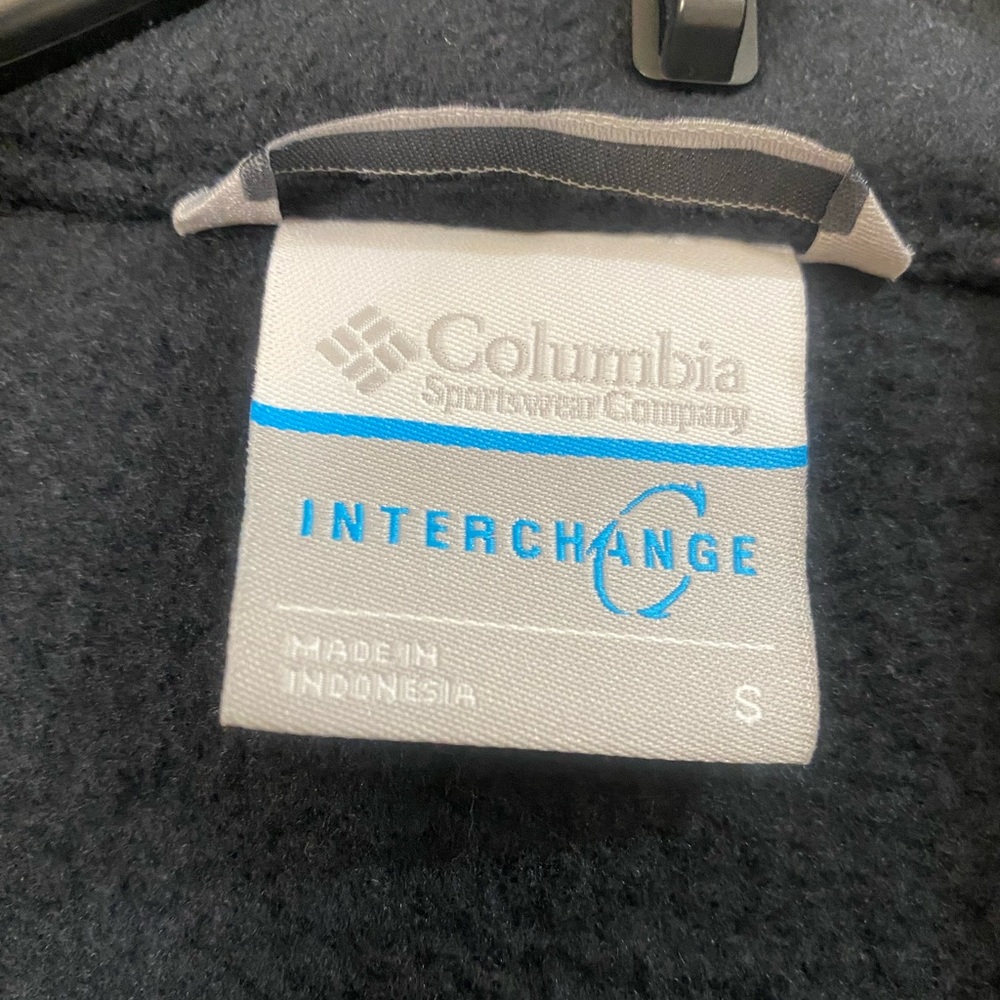 Columbia
Sportswear Company
INTERCHANGE
MADE IN
INDONESIA
S